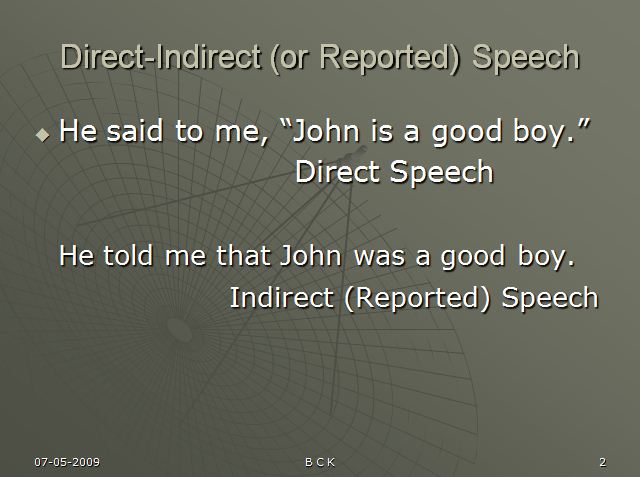 Direct-Indirect (or Reported) Speech
He said to me, “John is a good boy.”
Direct Speech
He told me that John was a good boy.
Indirect (Reported) Speech
07-05-2009
B C K
2